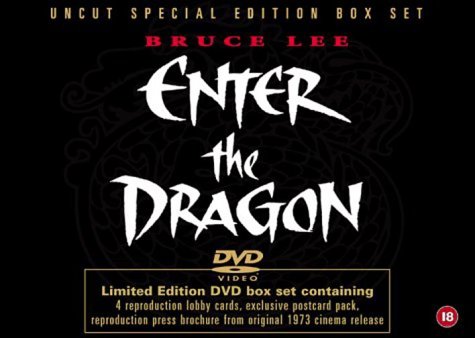 UNCUT SPECIAL EDITION BOX SET
BRUCE LEE
ENTER
the
DRAGON
DVD
VIDEO
Limited Edition DVD box set containing
4 reproduction lobby cards, exclusive postcard pack,
reproduction press brochure from original 1973 cinema release
18